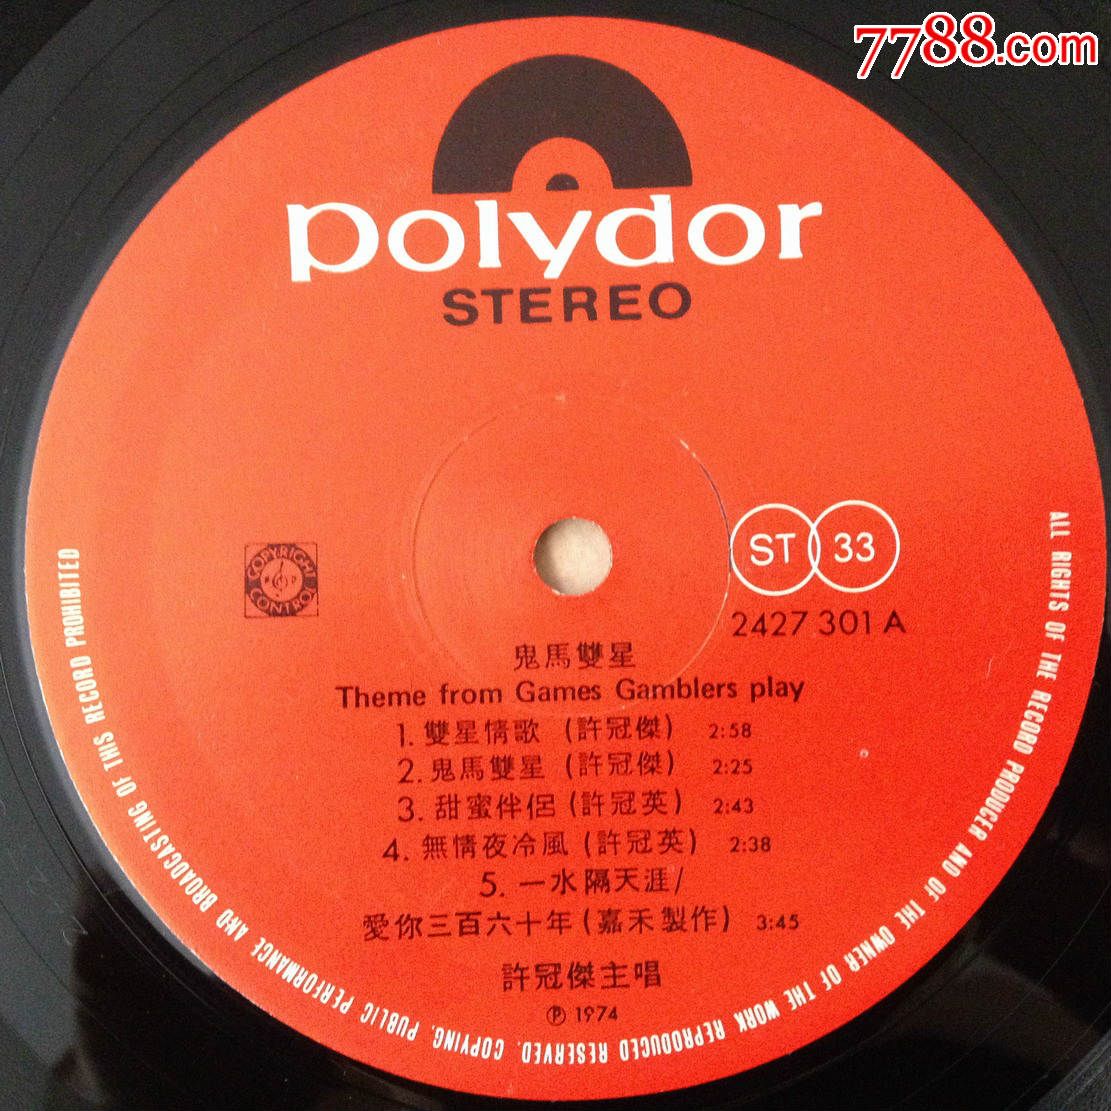 7788.com
polydor
STEREO
COPYRIGHT
CONTROL
ST 33
2427 301 A
鬼馬雙星
Theme from Games Gamblers play
1. 雙星情歌 (許冠傑) 2:58
2. 鬼馬雙星 (許冠傑) 2:25
3. 甜蜜伴侶 (許冠英) 2:43
4. 無情夜冷風 (許冠英) 2:38
5. 一水隔天涯/
愛你三百六十年 (嘉禾製作) 3:45
許冠傑主唱
Ⓟ 1974
ALL RIGHTS OF THE RECORD PRODUCER AND OF THE OWNER OF THE WORK REPRODUCED RESERVED. COPYING, PUBLIC PERFORMANCE AND BROADCASTING OF THIS RECORD PROHIBITED